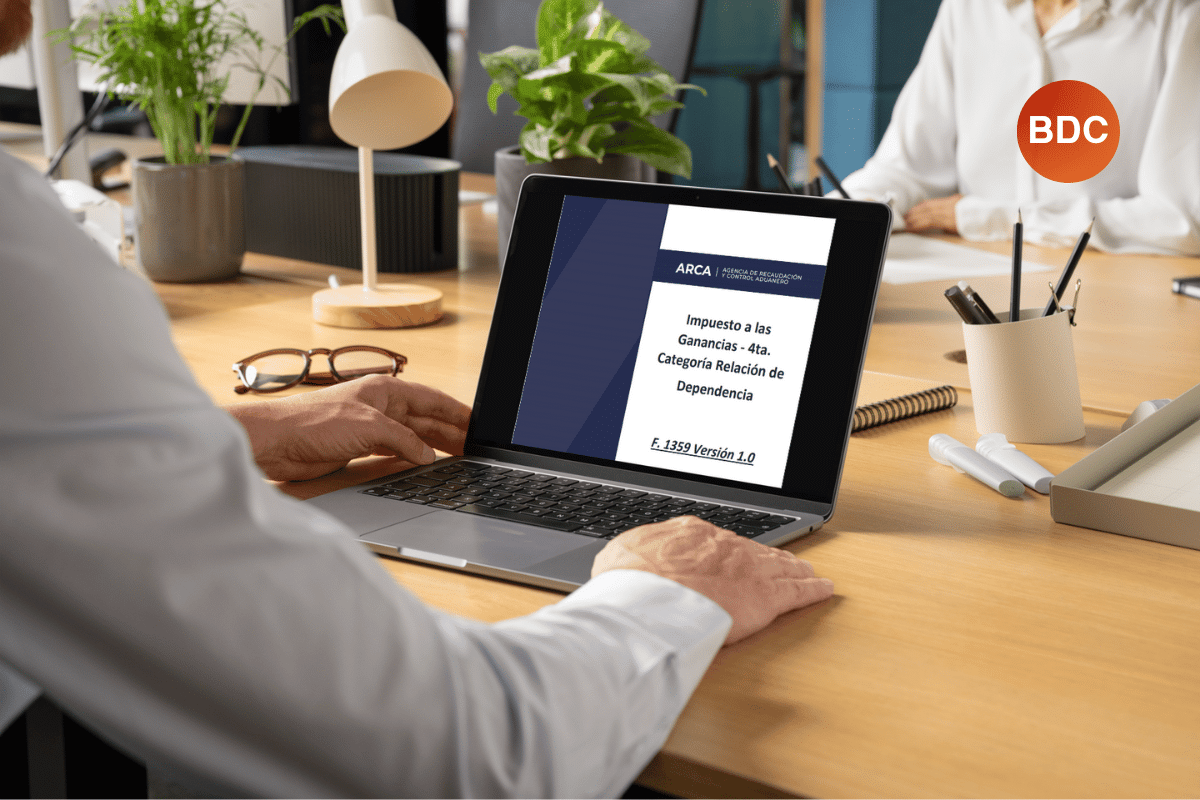 BDC
ARCA | AGENCIA DE RECAUDACIÓN
Y CONTROL ADUANERO
Impuesto a las
Ganancias - 4ta.
Categoría Relación de
Dependencia
F. 1359 Versión 1.0